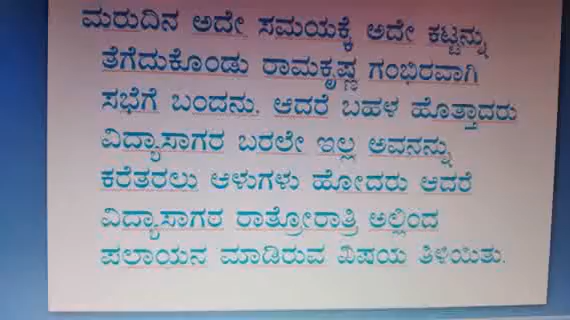 ಮರುದಿನ ಅದೇ ಸಮಯಕ್ಕೆ ಅದೇ ಕಟ್ಟನ್ನು
ತೆಗೆದುಕೊಂಡು ರಾಮಕೃಷ್ಣ ಗಂಭಿರವಾಗಿ
ಸಭೆಗೆ ಬಂದನು. ಆದರೆ ಬಹಳ ಹೊತ್ತಾದರು
ವಿದ್ಯಾಸಾಗರ ಬರಲೇ ಇಲ್ಲ ಅವನನ್ನು
ಕರೆತರಲು ಆಳುಗಳು ಹೋದರು ಆದರೆ
ವಿದ್ಯಾಸಾಗರ ರಾತ್ರೋರಾತ್ರಿ ಅಲ್ಲಿಂದ
ಪಲಾಯನ ಮಾಡಿರುವ ವಿಷಯ ತಿಳಿಯಿತು.